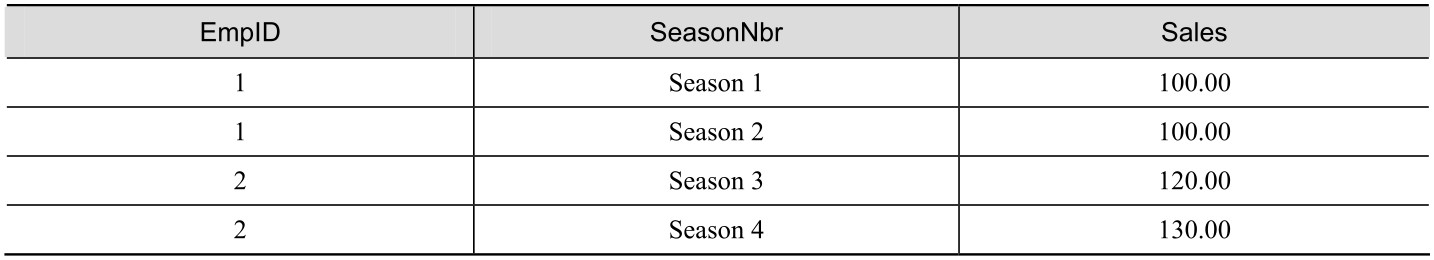 EmpID SeasonNbr Sales
1 Season 1 100.00
1 Season 2 100.00
2 Season 3 120.00
2 Season 4 130.00